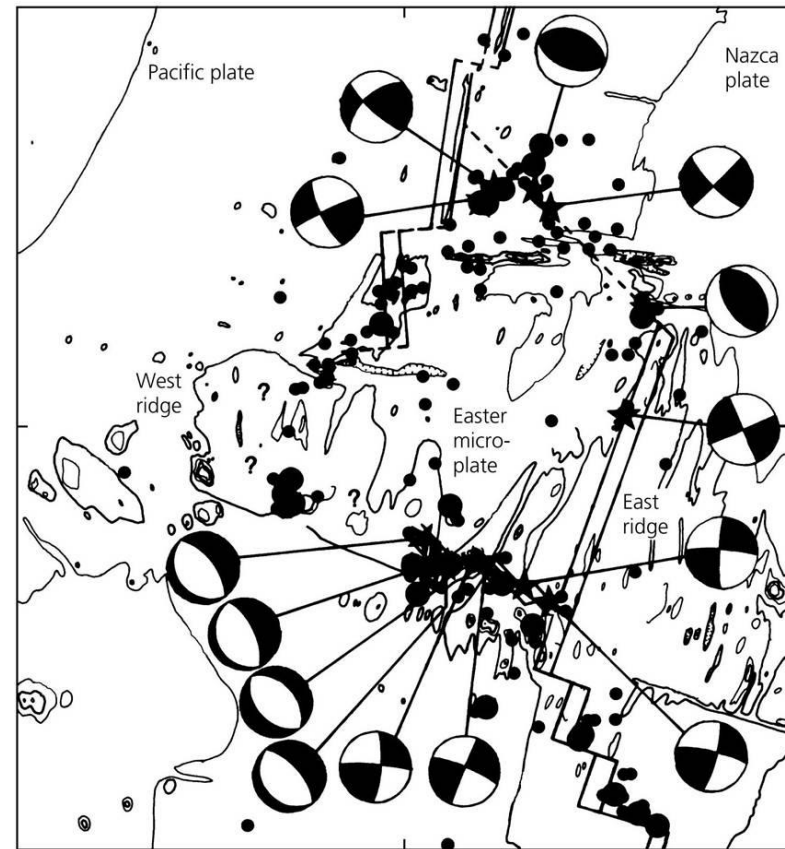 Pacific plate
Nazca
plate
West
ridge
?
?
?
Easter
micro-
plate
East
ridge